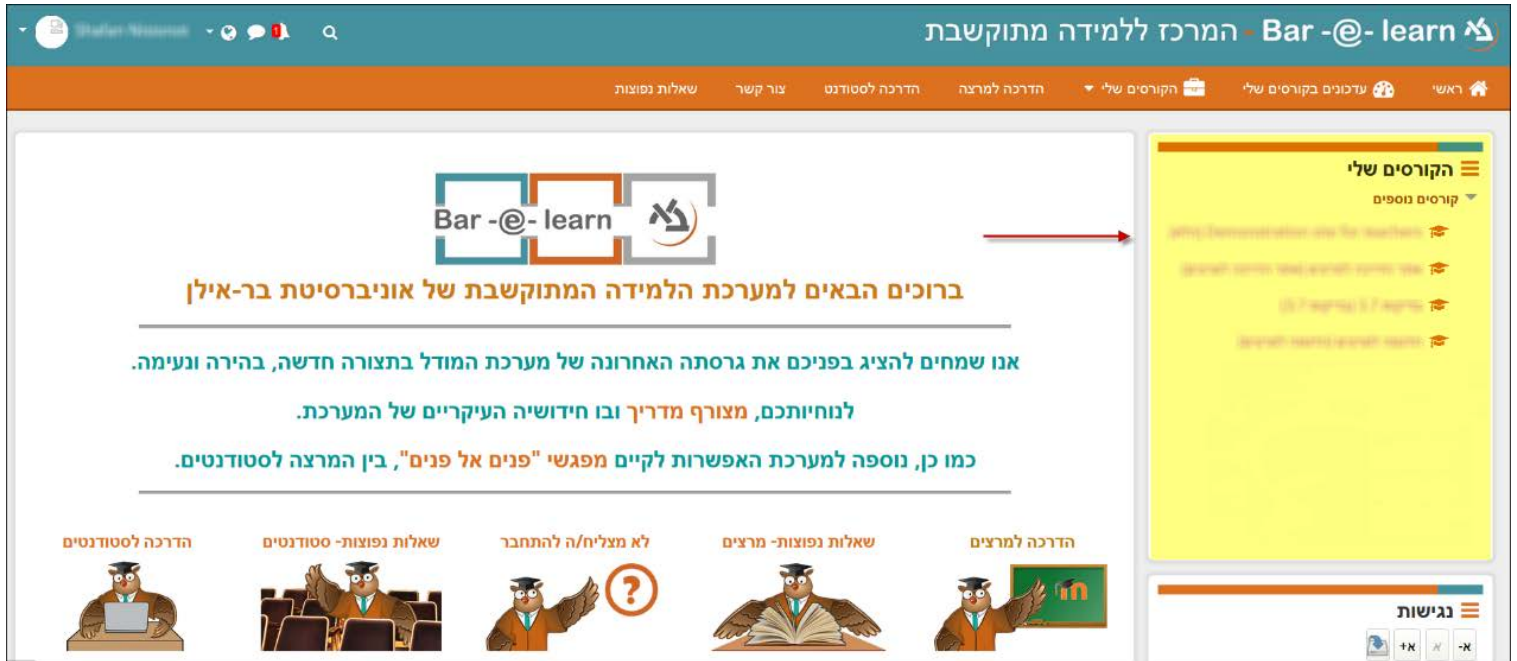 Bar -@- learn - המרכז ללמידה מתוקשבת
1
ראשי
עדכונים בקורסים שלי
הקורסים שלי
הדרכה למרצה
הדרכה לסטודנט
צור קשר
שאלות נפוצות
הקורסים שלי
קורסים נוספים
Bar -@- learn
ברוכים הבאים למערכת הלמידה המתוקשבת של אוניברסיטת בר-אילן
אנו שמחים להציג בפניכם את גרסתה האחרונה של מערכת המודל בתצורה חדשה, בהירה ונעימה.
לנוחיותכם, מצורף מדריך ובו חידושיה העיקריים של המערכת.
כמו כן, נוספה למערכת האפשרות לקיים מפגשי "פנים אל פנים", בין המרצה לסטודנטים.
הדרכה למרצים
שאלות נפוצות- מרצים
לא מצליח/ה להתחבר
שאלות נפוצות- סטודנטים
הדרכה לסטודנטים
?
נגישות
א- א א+